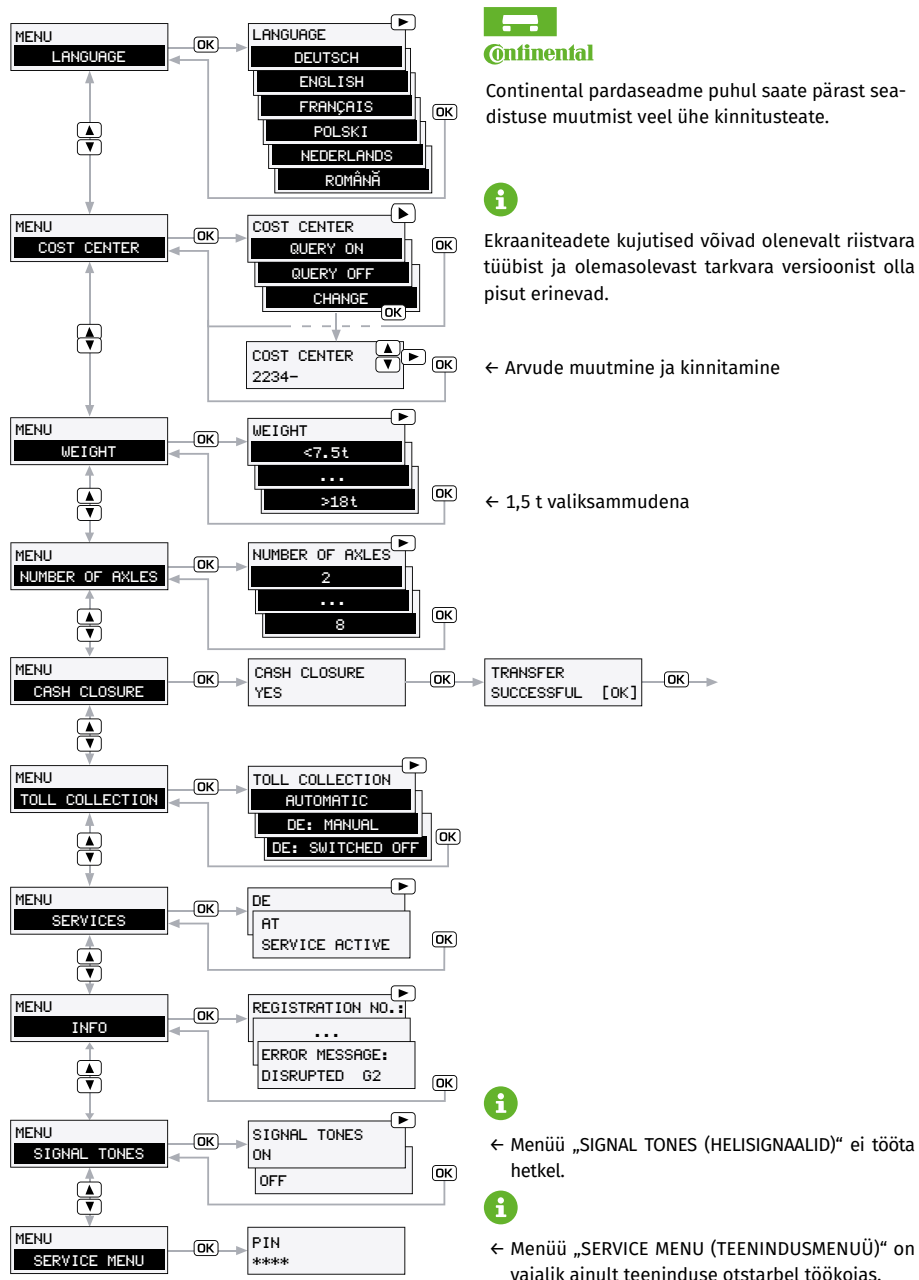 MENU
LANGUAGE
OK
LANGUAGE
DEUTSCH
ENGLISH
FRANÇAIS
POLSKI
NEDERLANDS
ROMÂNĂ
OK
Continental
Continental pardaseadme puhul saate pärast sea-
distuse muutmist veel ühe kinnitusteate.
MENU
COST CENTER
OK
COST CENTER
QUERY ON
QUERY OFF
CHANGE
OK
OK
i
Ekraaniteadete kujutised võivad olenevalt riistvara
tüübist ja olemasolevast tarkvara versioonist olla
pisut erinevad.
COST CENTER
2234-
OK
← Arvude muutmine ja kinnitamine
MENU
WEIGHT
OK
WEIGHT
<7.5t
...
>18t
OK
← 1,5 t valiksammudena
MENU
NUMBER OF AXLES
OK
NUMBER OF AXLES
2
...
8
OK
MENU
CASH CLOSURE
OK
CASH CLOSURE
YES
OK
TRANSFER
SUCCESSFUL [OK]
OK
MENU
TOLL COLLECTION
OK
TOLL COLLECTION
AUTOMATIC
DE: MANUAL
DE: SWITCHED OFF
OK
MENU
SERVICES
OK
DE
AT
SERVICE ACTIVE
OK
MENU
INFO
OK
REGISTRATION NO.:
...
ERROR MESSAGE:
DISRUPTED G2
OK
MENU
SIGNAL TONES
OK
SIGNAL TONES
ON
OFF
OK
i
← Menüü „SIGNAL TONES (HELISIGNAALID)“ ei tööta
hetkel.
MENU
SERVICE MENU
OK
PIN
****
i
← Menüü „SERVICE MENU (TEENINDUSMENUÜ)“ on
vajalik ainult teeninduse otstarbel töökojas.